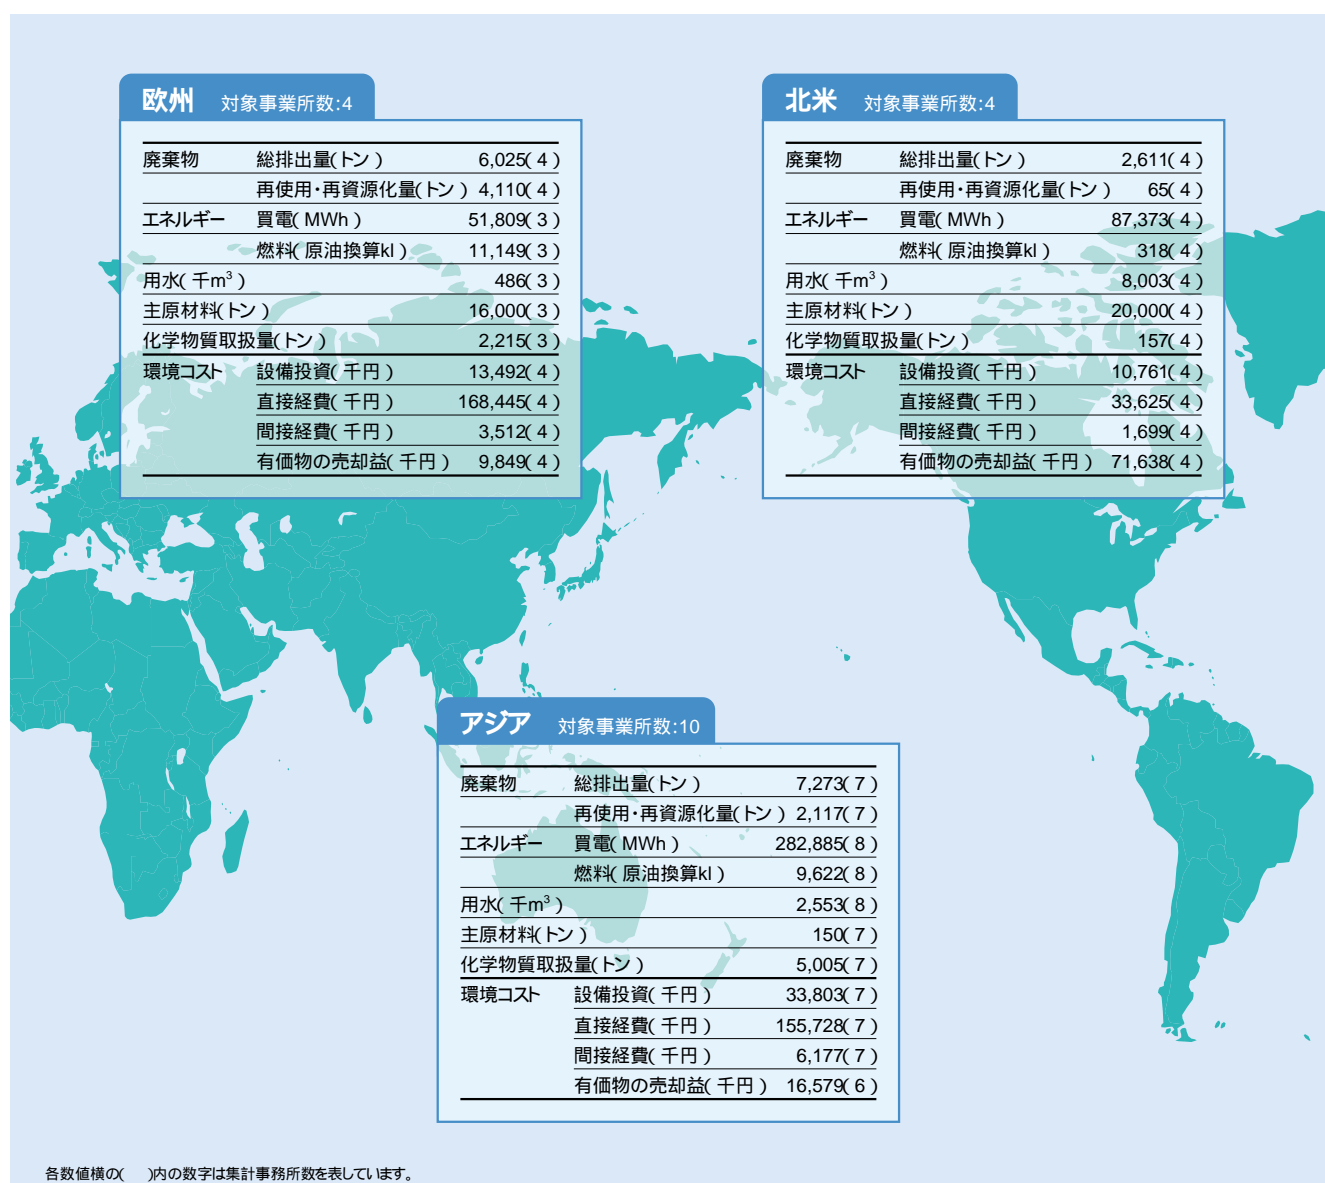 欧州 対象事業所数:4
廃棄物 総排出量(トン) 6,025(4)
再使用・再資源化量(トン) 4,110(4)
エネルギー 買電(MWh) 51,809(3)
燃料(原油換算kl) 11,149(3)
用水(千m³) 486(3)
主原材料(トン) 16,000(3)
化学物質取扱量(トン) 2,215(3)
環境コスト 設備投資(千円) 13,492(4)
直接経費(千円) 168,445(4)
間接経費(千円) 3,512(4)
有価物の売却益(千円) 9,849(4)
北米 対象事業所数:4
廃棄物 総排出量(トン) 2,611(4)
再使用・再資源化量(トン) 65(4)
エネルギー 買電(MWh) 87,373(4)
燃料(原油換算kl) 318(4)
用水(千m³) 8,003(4)
主原材料(トン) 20,000(4)
化学物質取扱量(トン) 157(4)
環境コスト 設備投資(千円) 10,761(4)
直接経費(千円) 33,625(4)
間接経費(千円) 1,699(4)
有価物の売却益(千円) 71,638(4)
アジア 対象事業所数:10
廃棄物 総排出量(トン) 7,273(7)
再使用・再資源化量(トン) 2,117(7)
エネルギー 買電(MWh) 282,885(8)
燃料(原油換算kl) 9,622(8)
用水(千m³) 2,553(8)
主原材料(トン) 150(7)
化学物質取扱量(トン) 5,005(7)
環境コスト 設備投資(千円) 33,803(7)
直接経費(千円) 155,728(7)
間接経費(千円) 6,177(7)
有価物の売却益(千円) 16,579(6)
各数値横の( )内の数字は集計事務所数を表しています。